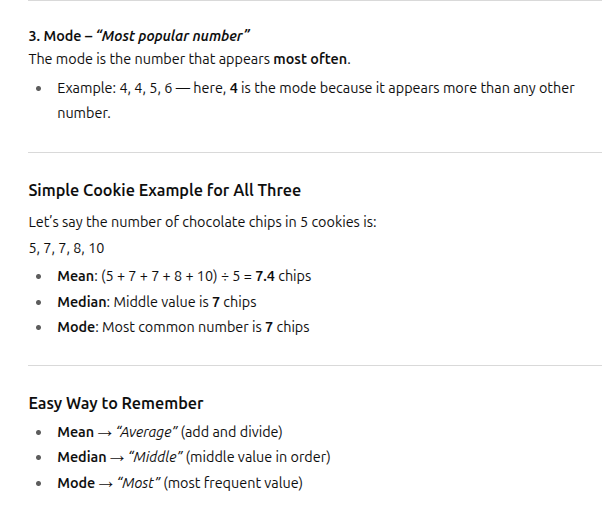 3. Mode – “Most popular number”
The mode is the number that appears most often.
Example: 4, 4, 5, 6 — here, 4 is the mode because it appears more than any other
number.
Simple Cookie Example for All Three
Let’s say the number of chocolate chips in 5 cookies is:
5, 7, 7, 8, 10
Mean: (5 + 7 + 7 + 8 + 10) ÷ 5 = 7.4 chips
Median: Middle value is 7 chips
Mode: Most common number is 7 chips
Easy Way to Remember
Mean → “Average” (add and divide)
Median → “Middle” (middle value in order)
Mode → “Most” (most frequent value)